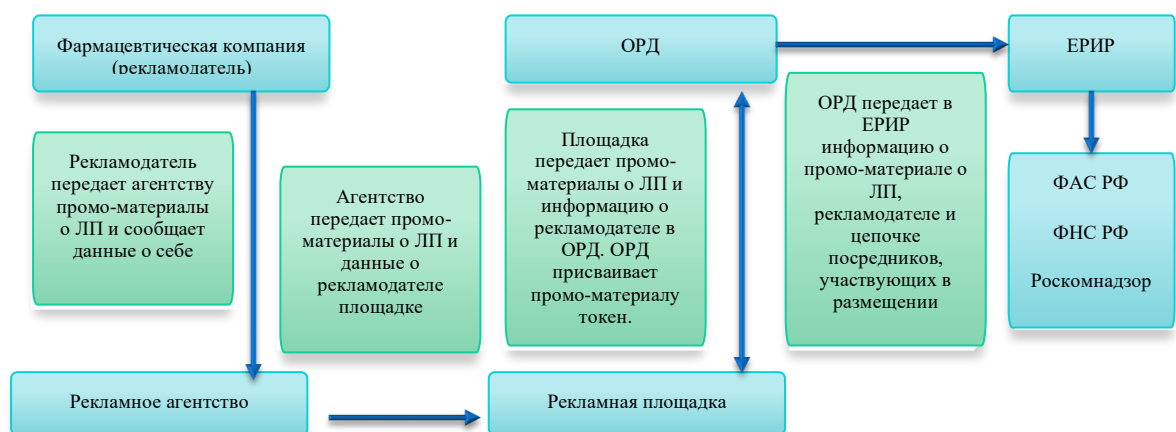 Фармацевтическая компания
(рекламодатель)
ОРД
ЕРИР
Рекламодатель
передает агентству
промо-материалы
о ЛП и сообщает
данные о себе
Агентство
передает промо-
материалы о ЛП и
данные о
рекламодателе
площадке
Площадка
передает промо-
материалы о ЛП и
информацию о
рекламодателе в
ОРД. ОРД
присваивает
промо-материалу
токен.
ОРД передает в
ЕРИР
информацию о
промо-материале о
ЛП,
рекламодателе и
цепочке
посредников,
участвующих в
размещении
ФАС РФ
ФНС РФ
Роскомнадзор
Рекламное агентство
Рекламная площадка